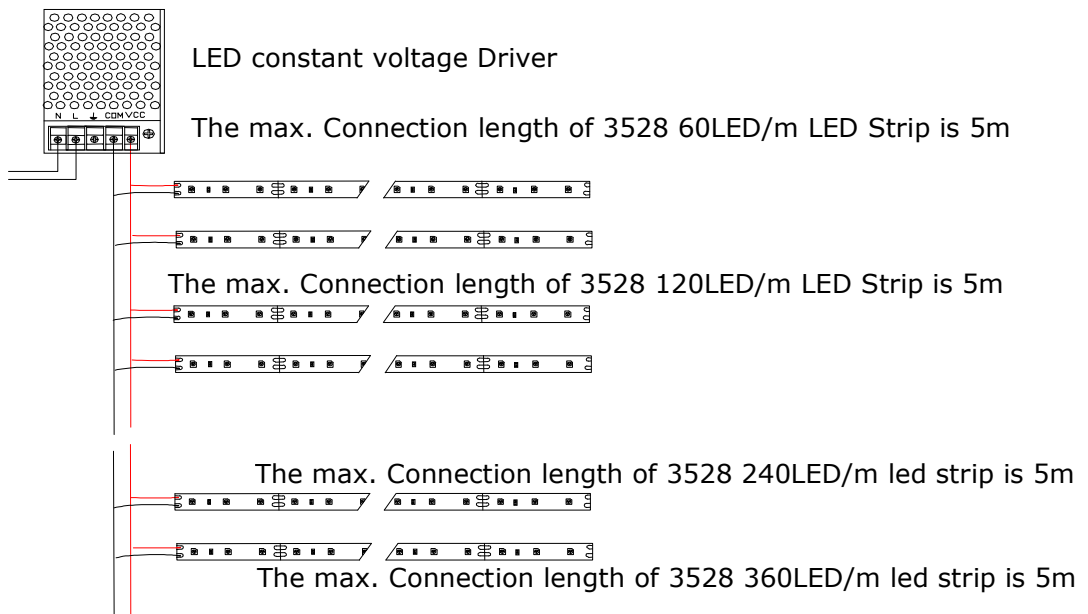 LED constant voltage Driver
N L ⏚ COM VCC
The max. Connection length of 3528 60LED/m LED Strip is 5m
The max. Connection length of 3528 120LED/m LED Strip is 5m
The max. Connection length of 3528 240LED/m led strip is 5m
The max. Connection length of 3528 360LED/m led strip is 5m